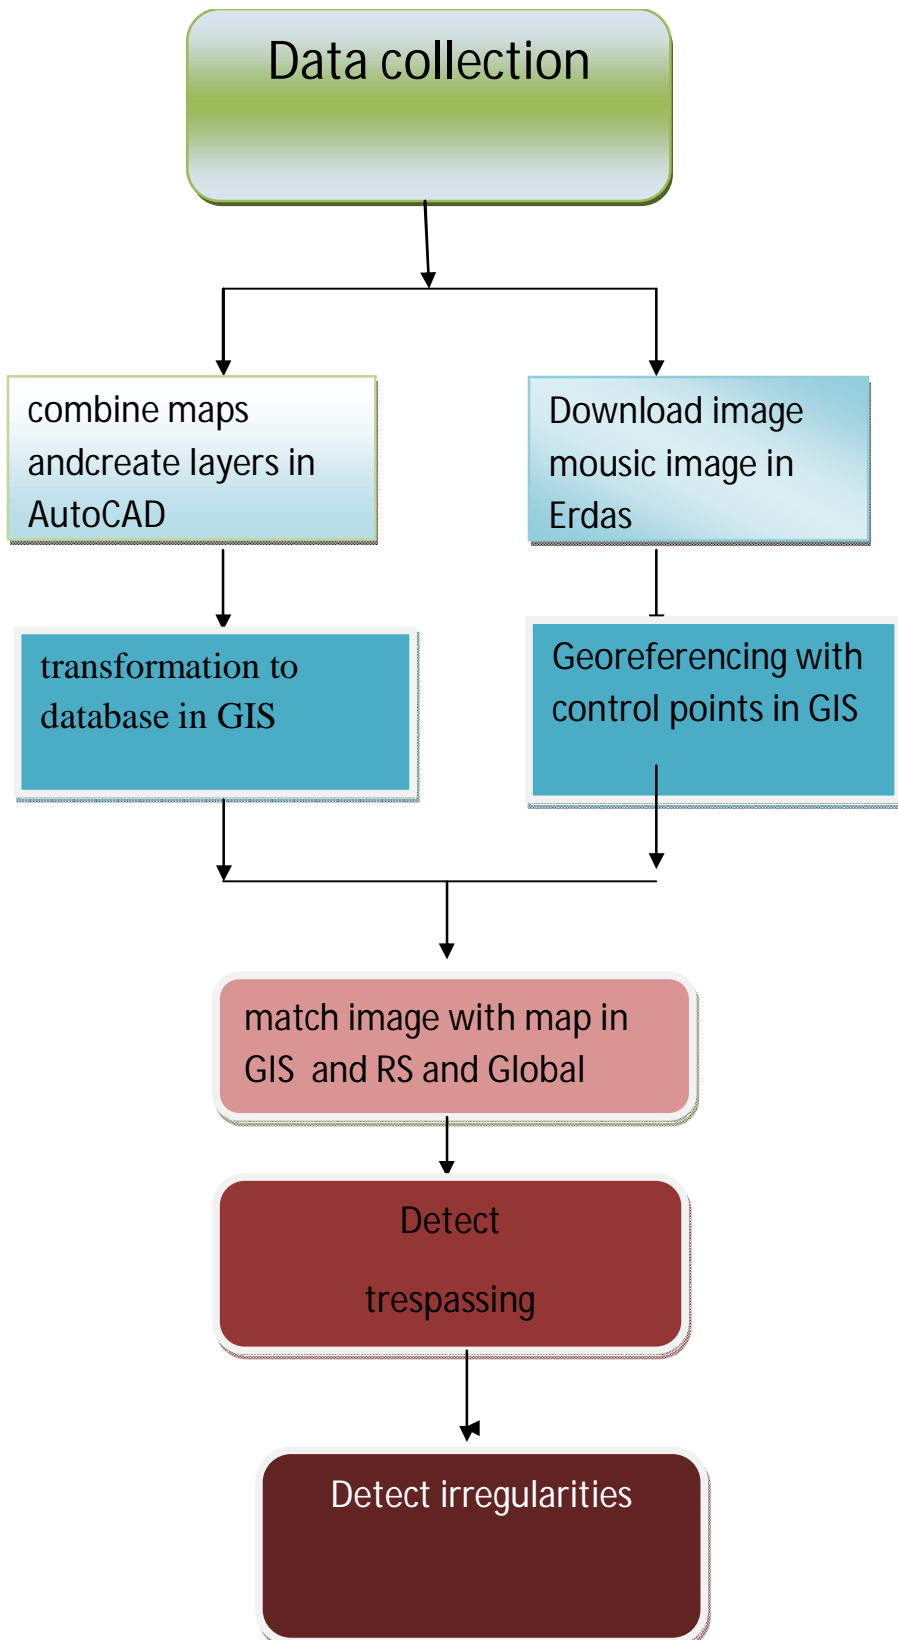 Data collection
combine maps
andcreate layers in
AutoCAD
Download image
mousic image in
Erdas
transformation to
database in GIS
Georeferencing with
control points in GIS
match image with map in
GIS and RS and Global
Detect
trespassing
Detect irregularities